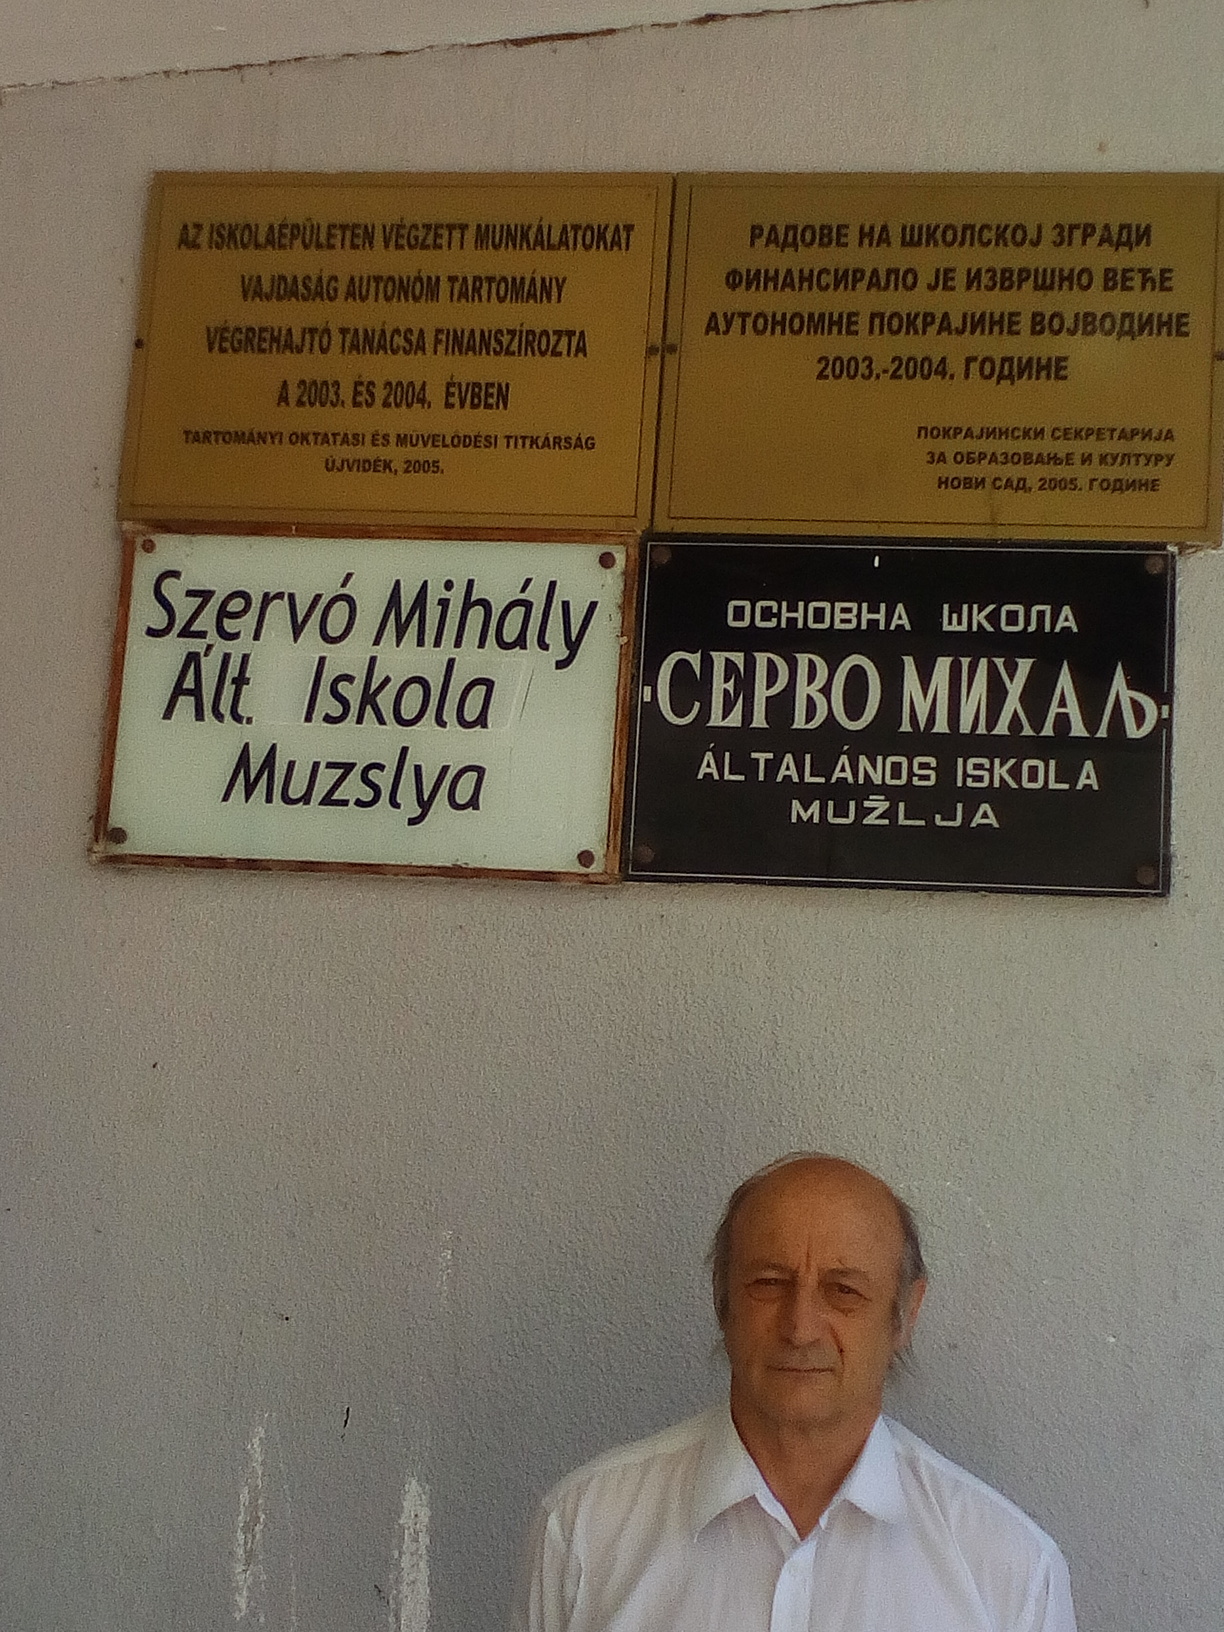 AZ ISKOLAÉPÜLETEN VÉGZETT MUNKÁLATOKAT
VAJDASÁG AUTONÓM TARTOMÁNY
VÉGREHAJTÓ TANÁCSA FINANSZÍROZTA
A 2003. ÉS 2004. ÉVBEN
TARTOMÁNYI OKTATASI ÉS MŰVELŐDÉSI TITKÁRSÁG
ÚJVIDÉK, 2005.
РАДОВЕ НА ШКОЛСКОЈ ЗГРАДИ
ФИНАНСИРАЛО ЈЕ ИЗВРШНО ВЕЋЕ
АУТОНОМНЕ ПОКРАЈИНЕ ВОЈВОДИНЕ
2003.-2004. ГОДИНЕ
ПОКРАЈИНСКИ СЕКРЕТАРИЈА
ЗА ОБРАЗОВАЊЕ И КУЛТУРУ
НОВИ САД, 2005. ГОДИНЕ
Szervó Mihály
Ált. Iskola
Muzslya
ОСНОВНА ШКОЛА
·СЕРВО МИХАЉ·
ÁLTALÁNOS ISKOLA
MUŽLJA